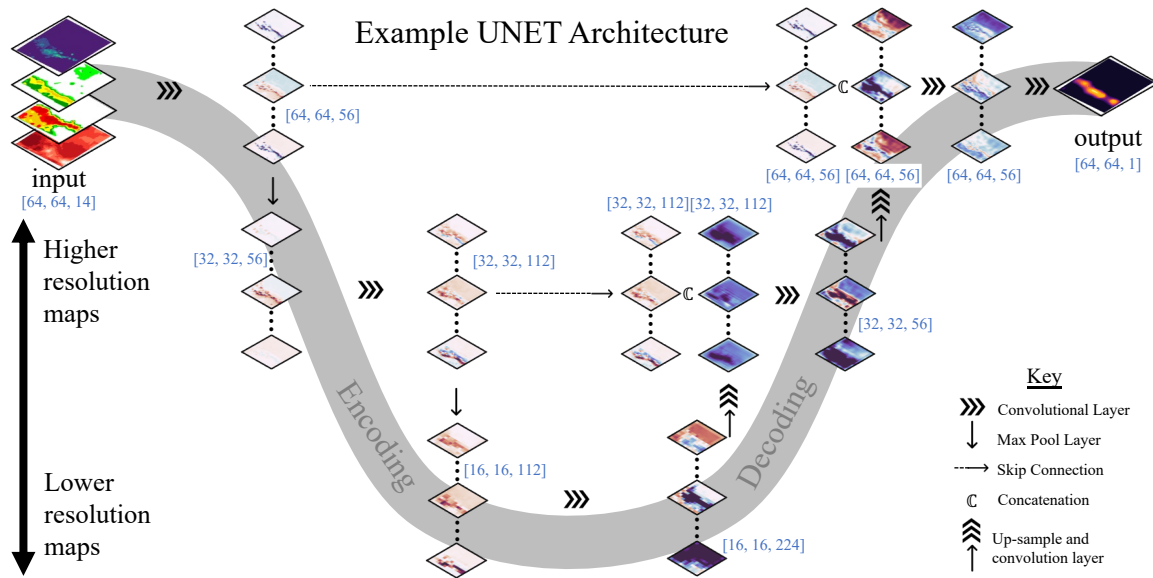 Example UNET Architecture
input
[64, 64, 14]
[64, 64, 56]
ℂ
[64, 64, 56]
[64, 64, 56]
[64, 64, 56]
output
[64, 64, 1]
Higher
resolution
maps
[32, 32, 56]
[32, 32, 112]
[32, 32, 112]
[32, 32, 112]
ℂ
[32, 32, 56]
Encoding
Decoding
Lower
resolution
maps
[16, 16, 112]
[16, 16, 224]
Key
Convolutional Layer
Max Pool Layer
Skip Connection
ℂ Concatenation
Up-sample and
convolution layer